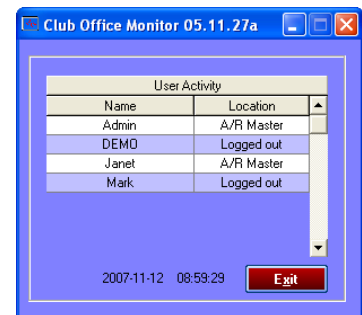 Club Office Monitor 05.11.27a
User Activity
Name Location
Admin A/R Master
DEMO Logged out
Janet A/R Master
Mark Logged out
2007-11-12 08:59:29 Exit